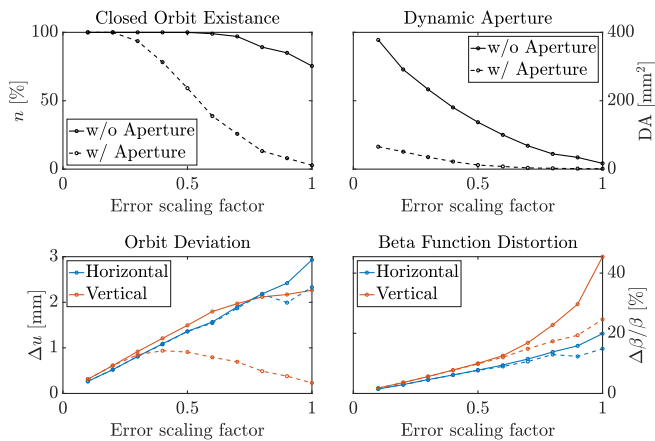 Closed Orbit Existence
n [%]
100
50
0
w/o Aperture
w/ Aperture
0 0.5 1
Error scaling factor
Dynamic Aperture
w/o Aperture
w/ Aperture
400
200
0
DA [mm²]
0 0.5 1
Error scaling factor
Orbit Deviation
Δu [mm]
3
2
1
0
Horizontal
Vertical
0 0.5 1
Error scaling factor
Beta Function Distortion
Horizontal
Vertical
40
20
0
Δβ/β [%]
0 0.5 1
Error scaling factor